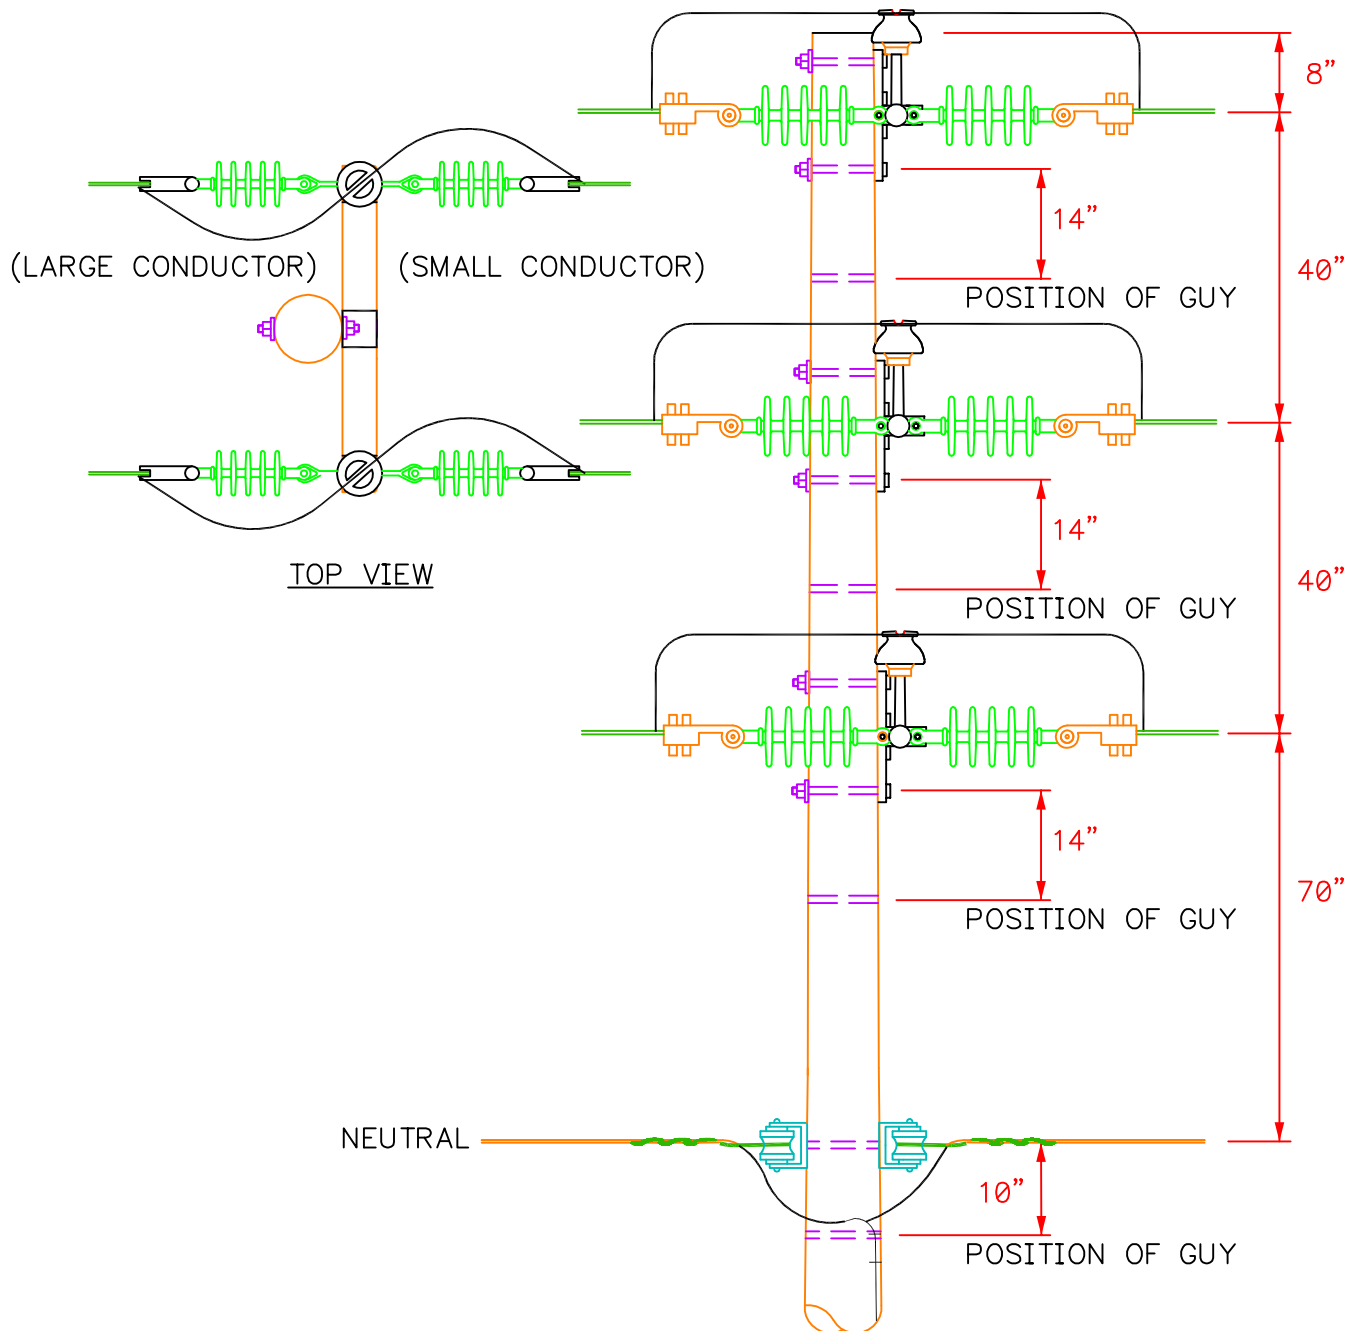 8”
14”
(LARGE CONDUCTOR) (SMALL CONDUCTOR)
40”
POSITION OF GUY
14”
TOP VIEW
40”
POSITION OF GUY
14”
70”
POSITION OF GUY
NEUTRAL
10”
POSITION OF GUY